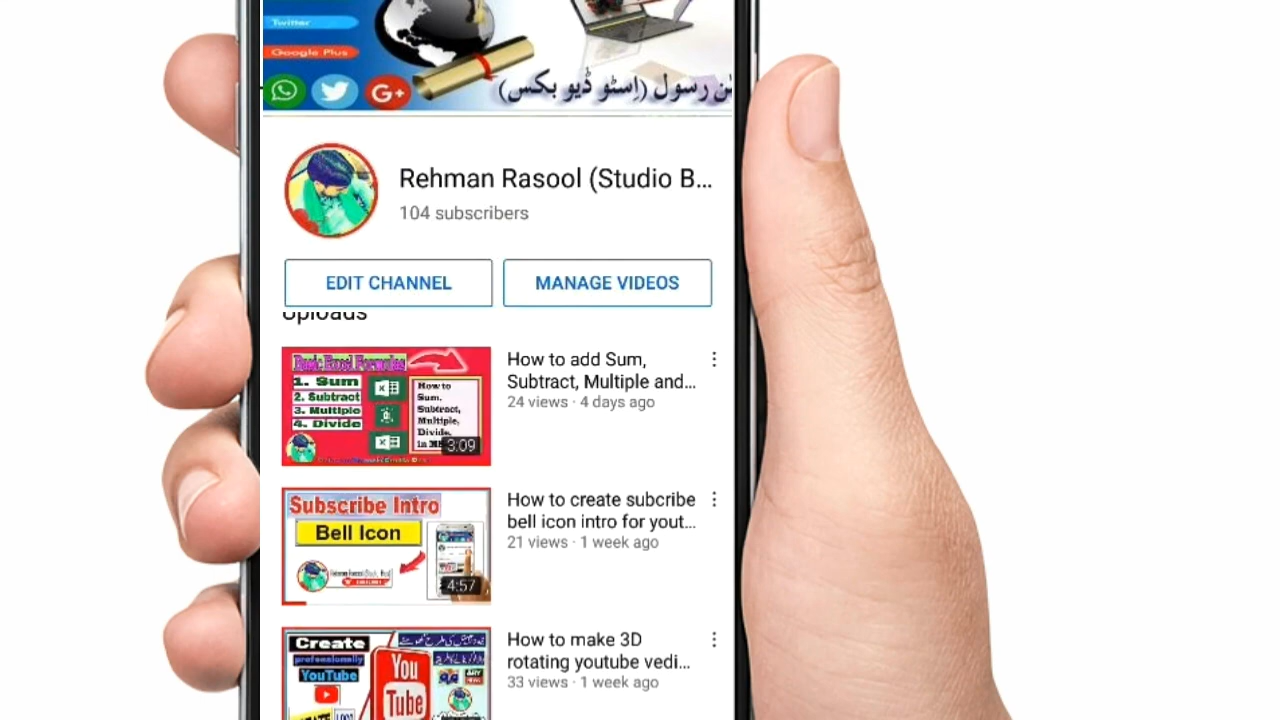 Twitter
Google Plus
G+
رسول (اِسٹو ڈیو بکس)
Rehman Rasool (Studio B...
104 subscribers
EDIT CHANNEL
MANAGE VIDEOS
Uploads
Basic Excel Formulas
1. Sum
2. Subtract
3. Multiple
4. Divide
How to
Sum,
Subtract,
Multiple,
Divide,
3:09
How to add Sum,
Subtract, Multiple and...
24 views · 4 days ago
Subscribe Intro
Bell Icon
4:57
How to create subcribe
bell icon intro for yout...
21 views · 1 week ago
Create
professionally
YouTube
You
Tube
How to make 3D
rotating youtube vedi...
33 views · 1 week ago